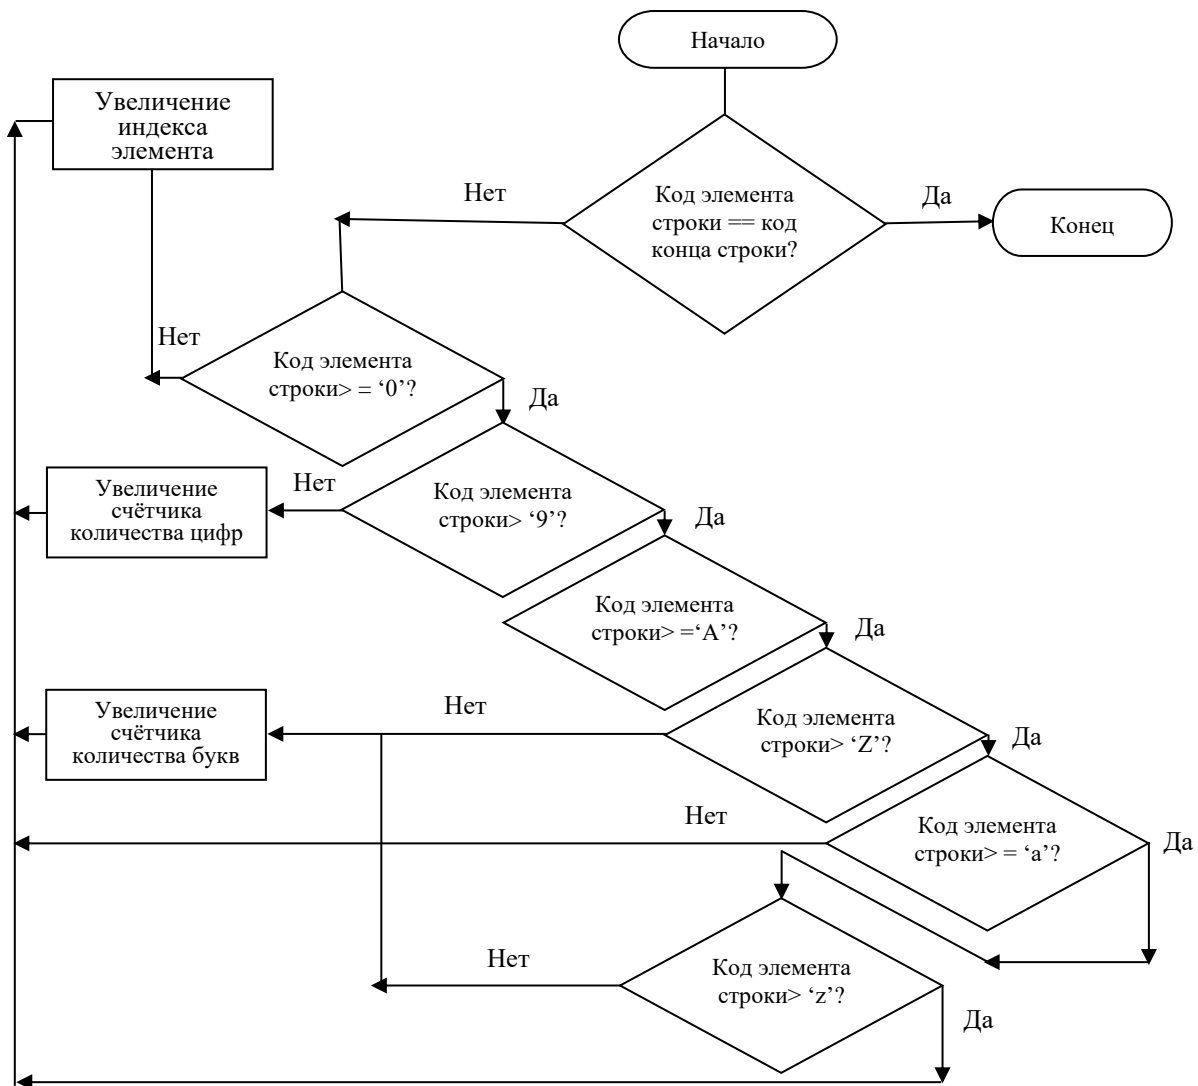 Начало
Увеличение
индекса
элемента
Нет
Да
Код элемента
строки == код
конца строки?
Конец
Нет
Код элемента
строки> = ‘0’?
Да
Увеличение
счётчика
количества цифр
Нет
Код элемента
строки> ‘9’?
Да
Код элемента
строки> =‘A’?
Да
Увеличение
счётчика
количества букв
Нет
Код элемента
строки> ‘Z’?
Да
Нет
Код элемента
строки> = ‘a’?
Да
Нет
Код элемента
строки> ‘z’?
Да